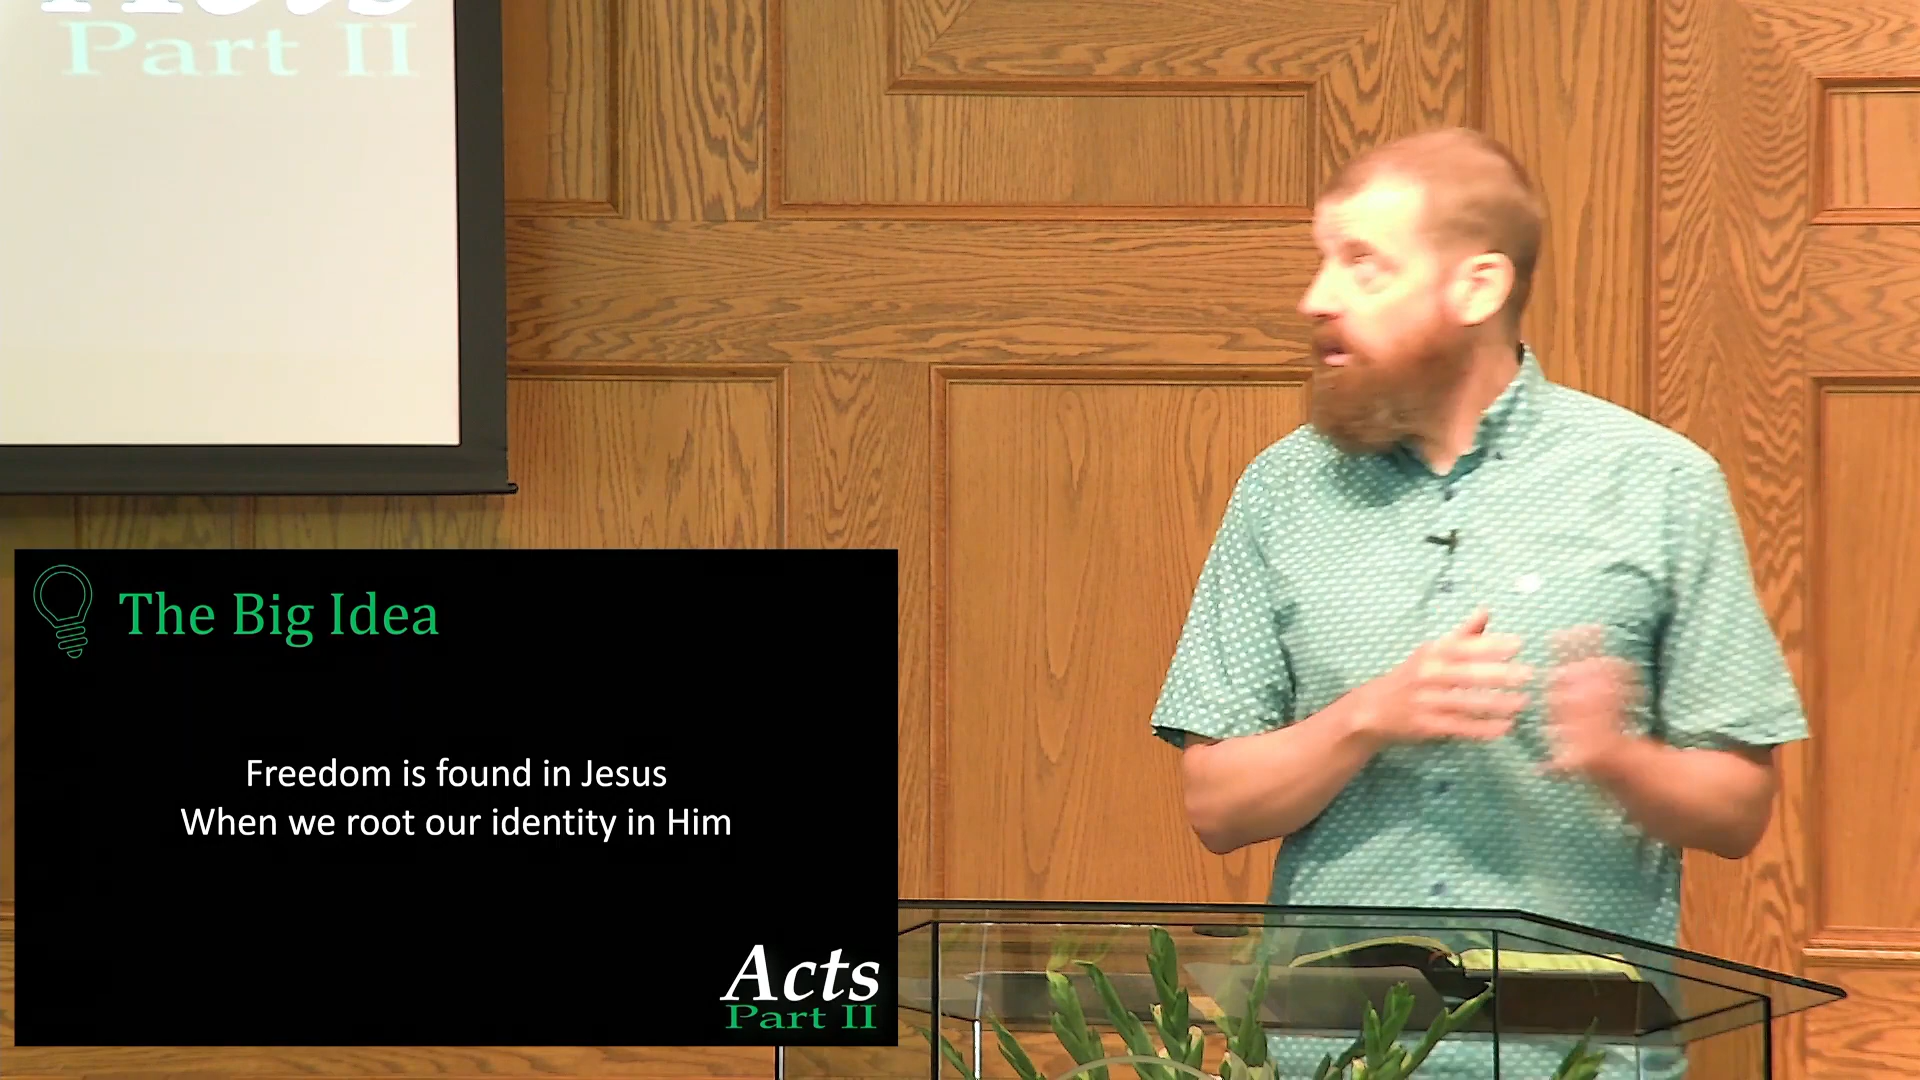 Acts
Part II
The Big Idea
Freedom is found in Jesus
When we root our identity in Him
Acts
Part II